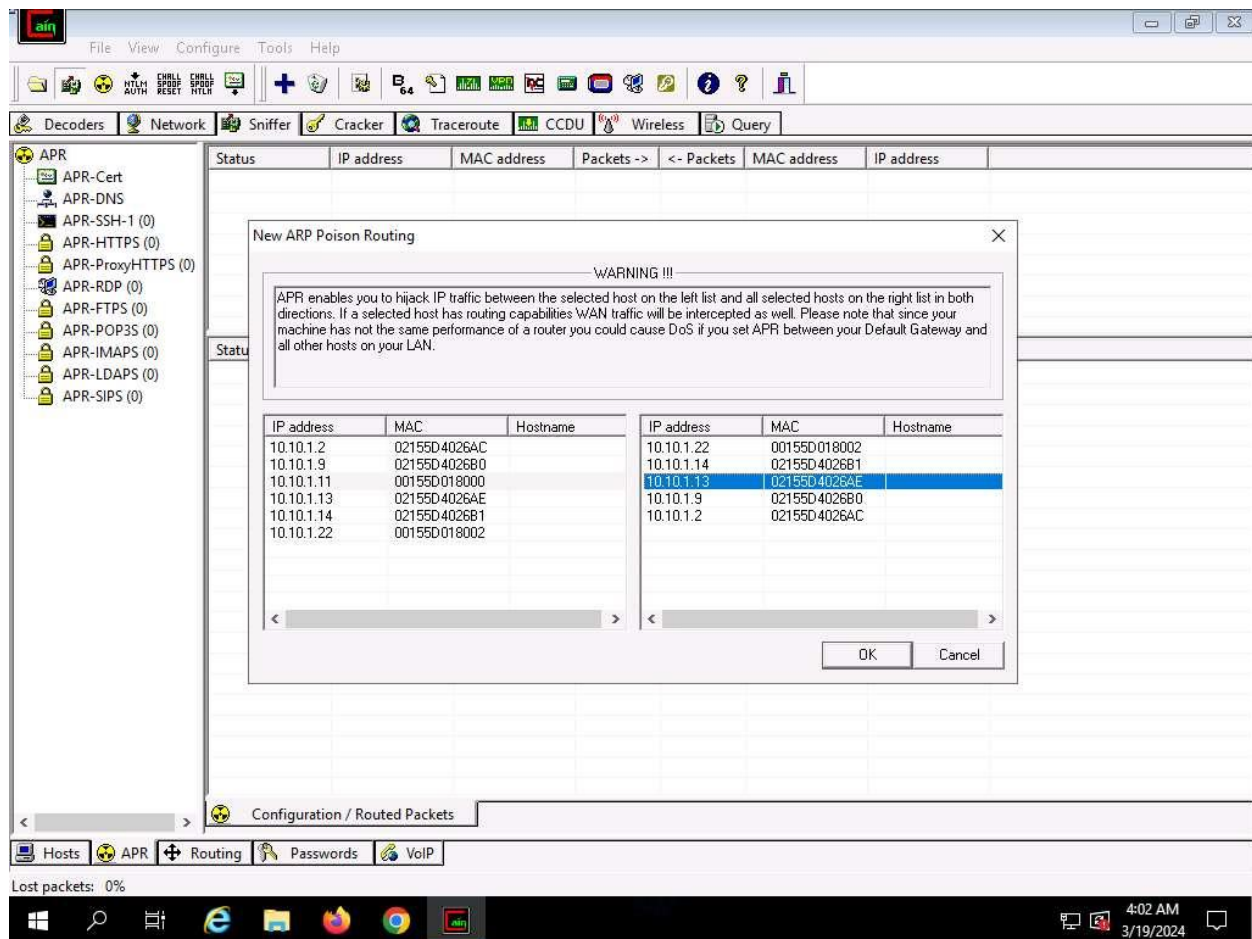 Cain
File View Configure Tools Help
NTLM AUTH
CHALL SPOOF RESET
CHALL SPOOF NTLM
B64
Decoders Network Sniffer Cracker Traceroute CCDU Wireless Query
APR
APR-Cert
APR-DNS
APR-SSH-1 (0)
APR-HTTPS (0)
APR-ProxyHTTPS (0)
APR-RDP (0)
APR-FTPS (0)
APR-POP3S (0)
APR-IMAPS (0)
APR-LDAPS (0)
APR-SIPS (0)
Status IP address MAC address Packets -> <- Packets MAC address IP address
Statu
New ARP Poison Routing
WARNING !!!
APR enables you to hijack IP traffic between the selected host on the left list and all selected hosts on the right list in both
directions. If a selected host has routing capabilities WAN traffic will be intercepted as well. Please note that since your
machine has not the same performance of a router you could cause DoS if you set APR between your Default Gateway and
all other hosts on your LAN.
IP address MAC Hostname
10.10.1.2 02155D4026AC
10.10.1.9 02155D4026B0
10.10.1.11 00155D018000
10.10.1.13 02155D4026AE
10.10.1.14 02155D4026B1
10.10.1.22 00155D018002
IP address MAC Hostname
10.10.1.22 00155D018002
10.10.1.14 02155D4026B1
10.10.1.13 02155D4026AE
10.10.1.9 02155D4026B0
10.10.1.2 02155D4026AC
OK Cancel
Configuration / Routed Packets
Hosts APR Routing Passwords VoIP
Lost packets: 0%
4:02 AM
3/19/2024